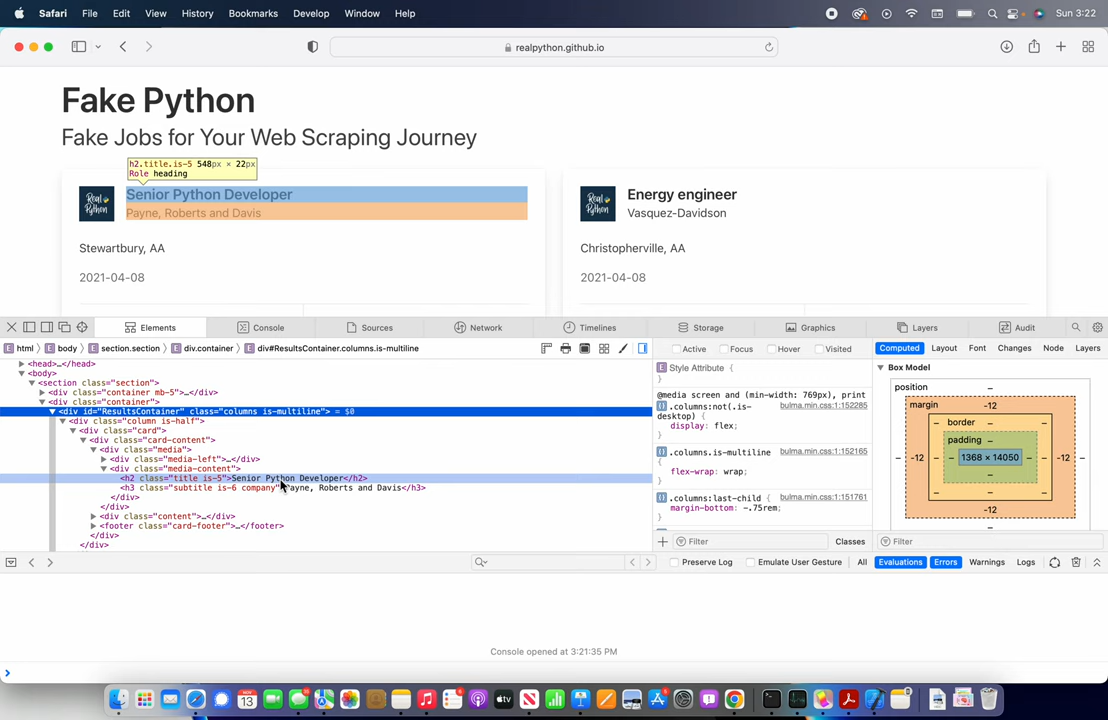 Safari File Edit View History Bookmarks Develop Window Help Sun 3:22
realpython.github.io
Fake Python
Fake Jobs for Your Web Scraping Journey
h2.title.is-5 548px × 22px
Role heading
Real Python
Senior Python Developer
Payne, Roberts and Davis
Stewartbury, AA
2021-04-08
Real Python
Energy engineer
Vasquez-Davidson
Christopherville, AA
2021-04-08
Elements Console Sources Network Timelines Storage Graphics Layers Audit
E html E body E section.section E div.container E div#ResultsContainer.columns.is-multiline
<head>…</head>
<body>
<section class="section">
<div class="container mb-5">…</div>
<div class="container">
<div id="ResultsContainer" class="columns is-multiline"> = $0
<div class="column is-half">
<div class="card">
<div class="card-content">
<div class="media">
<div class="media-left">…</div>
<div class="media-content">
<h2 class="title is-5">Senior Python Developer</h2>
<h3 class="subtitle is-6 company">Payne, Roberts and Davis</h3>
</div>
</div>
<div class="content">…</div>
<footer class="card-footer">…</footer>
</div>
</div>
Active Focus Hover Visited
E Style Attribute {
}
@media screen and (min-width: 769px), print
.columns:not(.is- bulma.min.css:1:152285
desktop) {
display: flex;
}
.columns.is-multiline bulma.min.css:1:152165
{
flex-wrap: wrap;
}
.columns:last-child { bulma.min.css:1:151761
margin-bottom: -.75rem;
}
Filter Classes
Computed Layout Font Changes Node Layers
Box Model
position –
margin -12
border –
padding –
– -12 – – 1368 × 14050 – – -12 –
–
–
-12
–
Filter
Preserve Log Emulate User Gesture All Evaluations Errors Warnings Logs
Console opened at 3:21:35 PM